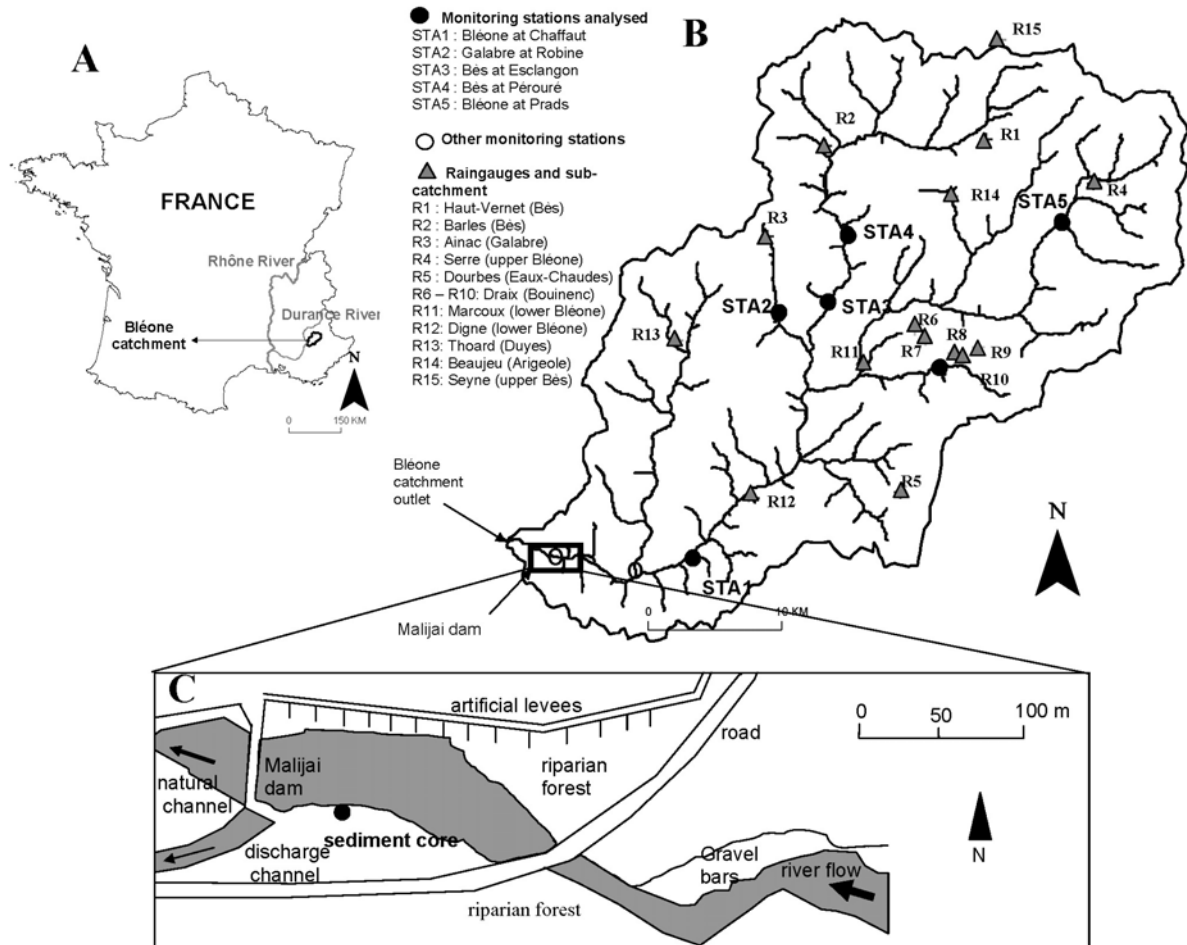 A
FRANCE
Rhône River
Durance River
Bléone
catchment
N
0 150 KM
Monitoring stations analysed
STA1 : Bléone at Chaffaut
STA2 : Galabre at Robine
STA3 : Bès at Esclangon
STA4 : Bès at Pérouré
STA5 : Bléone at Prads
Other monitoring stations
Raingauges and sub-
catchment
R1 : Haut-Vernet (Bès)
R2 : Barles (Bès)
R3 : Ainac (Galabre)
R4 : Serre (upper Bléone)
R5 : Dourbes (Eaux-Chaudes)
R6 – R10: Draix (Bouinenc)
R11: Marcoux (lower Bléone)
R12: Digne (lower Bléone)
R13: Thoard (Duyes)
R14: Beaujeu (Arigeole)
R15: Seyne (upper Bès)
B
R15
R2
R1
R14
STA5
R4
R3
STA4
STA2
STA3
R13
R6
R7
R8
R9
R10
R11
R5
R12
STA1
Bléone
catchment
outlet
Malijai dam
0 10 KM
N
C
artificial levees
road
0 50 100 m
Malijai
dam
natural
channel
riparian
forest
sediment core
discharge
channel
Gravel
bars
river flow
N
riparian forest